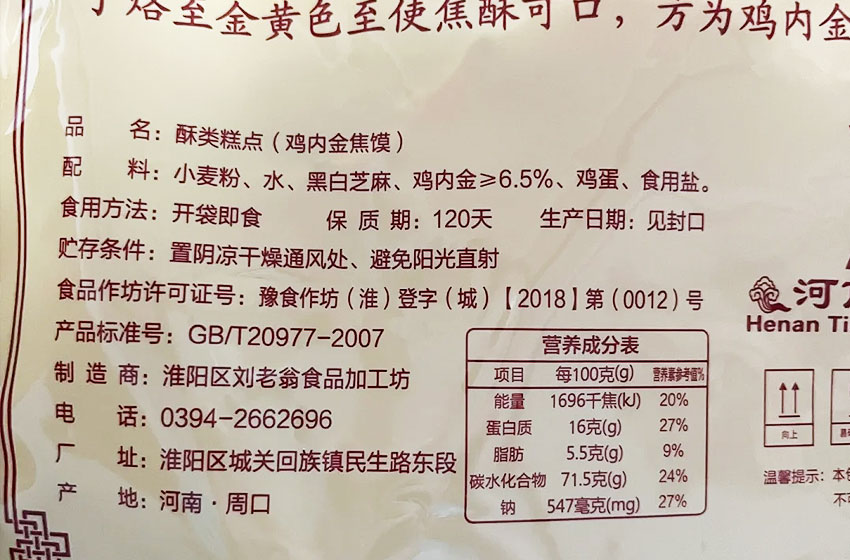 烙至金黄色至使焦酥可口，方为鸡内金
品 名：酥类糕点（鸡内金焦馍）
配 料：小麦粉、水、黑白芝麻、鸡内金≥6.5%、鸡蛋、食用盐。
食用方法：开袋即食 保 质 期：120天 生产日期：见封口
贮存条件：置阴凉干燥通风处、避免阳光直射
食品作坊许可证号：豫食作坊（淮）登字（城）【2018】第（0012）号
产品标准号：GB/T20977-2007
制 造 商：淮阳区刘老翁食品加工坊
电 话：0394-2662696
厂 址：淮阳区城关回族镇民生路东段
产 地：河南·周口
营养成分表
项目 每100克(g) 营养素参考值%
能量 1696千焦(kJ) 20%
蛋白质 16克(g) 27%
脂肪 5.5克(g) 9%
碳水化合物 71.5克(g) 24%
钠 547毫克(mg) 27%
河
Henan Ti
向上
温馨提示：本包
不可